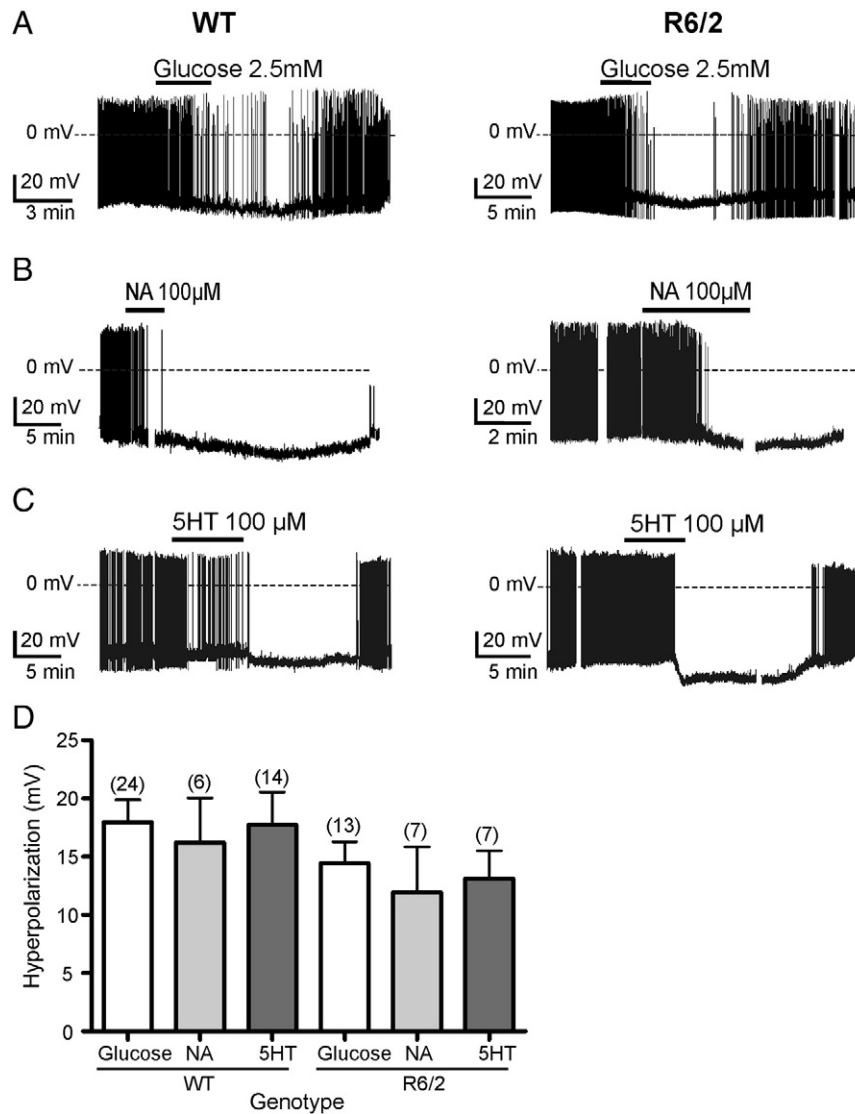 A
WT
R6/2
Glucose 2.5mM
Glucose 2.5mM
0 mV
0 mV
20 mV
3 min
20 mV
5 min
B
NA 100µM
NA 100µM
0 mV
0 mV
20 mV
5 min
20 mV
2 min
C
5HT 100 µM
5HT 100 µM
0 mV
0 mV
20 mV
5 min
20 mV
5 min
D
Hyperpolarization (mV)
25
20
15
10
5
0
(24)
(6)
(14)
(13)
(7)
(7)
Glucose NA 5HT Glucose NA 5HT
WT R6/2
Genotype